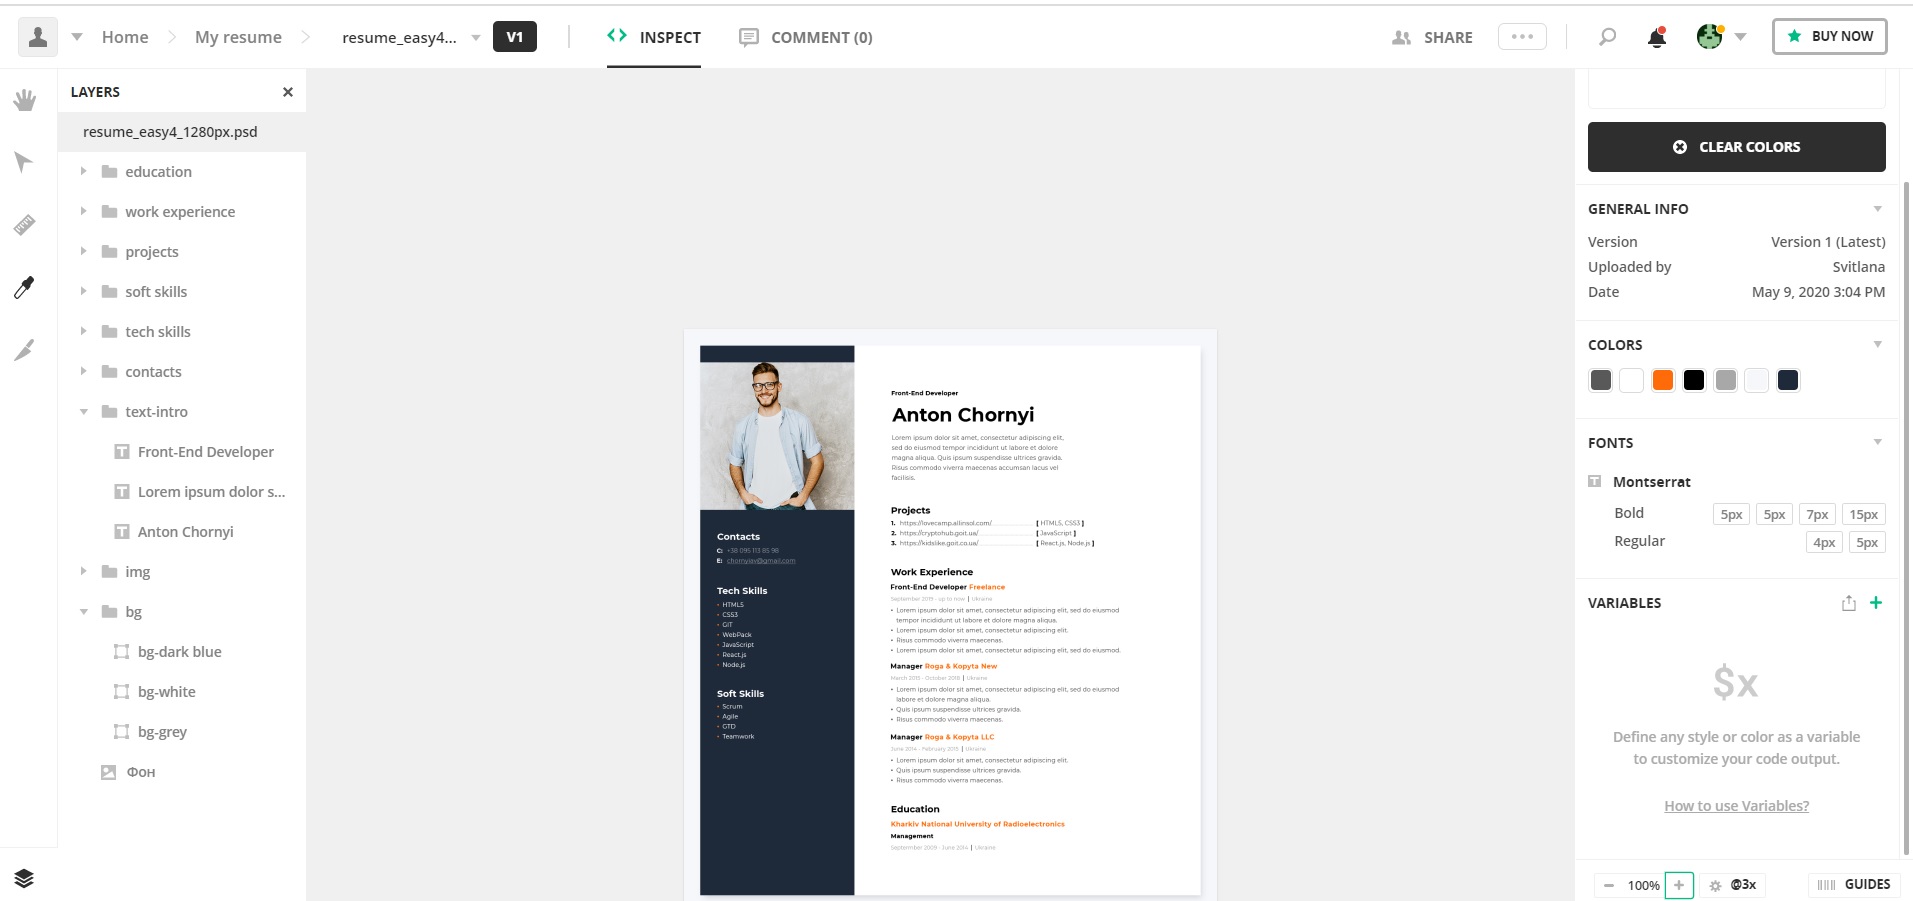 Home
My resume
resume_easy4...
V1
INSPECT
COMMENT (0)
SHARE
BUY NOW
LAYERS
resume_easy4_1280px.psd
education
work experience
projects
soft skills
tech skills
contacts
text-intro
Front-End Developer
Lorem ipsum dolor s...
Anton Chornyi
img
bg
bg-dark blue
bg-white
bg-grey
Фон
Contacts
C: +38 095 113 85 98
E: chornyiav@gmail.com
Tech Skills
• HTML5
• CSS3
• GIT
• WebPack
• JavaScript
• React.js
• Node.js
Soft Skills
• Scrum
• Agile
• GTD
• Teamwork
Front-End Developer
Anton Chornyi
Lorem ipsum dolor sit amet, consectetur adipiscing elit,
sed do eiusmod tempor incididunt ut labore et dolore
magna aliqua. Quis ipsum suspendisse ultrices gravida.
Risus commodo viverra maecenas accumsan lacus vel
facilisis.
Projects
1. https://lovecamp.allinsol.com/ [ HTML5, CSS3 ]
2. https://cryptohub.goit.ua/ [ JavaScript ]
3. https://kidslike.goit.co.ua/ [ React.js, Node.js ]
Work Experience
Front-End Developer Freelance
September 2019 - up to now | Ukraine
• Lorem ipsum dolor sit amet, consectetur adipiscing elit, sed do eiusmod
tempor incididunt ut labore et dolore magna aliqua.
• Lorem ipsum dolor sit amet, consectetur adipiscing elit.
• Risus commodo viverra maecenas.
• Lorem ipsum dolor sit amet, consectetur adipiscing elit, sed do eiusmod.
Manager Roga & Kopyta New
March 2015 - October 2018 | Ukraine
• Lorem ipsum dolor sit amet, consectetur adipiscing elit, sed do eiusmod
labore et dolore magna aliqua.
• Quis ipsum suspendisse ultrices gravida.
• Risus commodo viverra maecenas.
Manager Roga & Kopyta LLC
June 2014 - February 2015 | Ukraine
• Lorem ipsum dolor sit amet, consectetur adipiscing elit.
• Quis ipsum suspendisse ultrices gravida.
• Risus commodo viverra maecenas.
Education
Kharkiv National University of Radioelectronics
Management
September 2009 - June 2014 | Ukraine
CLEAR COLORS
GENERAL INFO
Version Version 1 (Latest)
Uploaded by Svitlana
Date May 9, 2020 3:04 PM
COLORS
FONTS
Montserrat
Bold 5px 5px 7px 15px
Regular 4px 5px
VARIABLES
$x
Define any style or color as a variable
to customize your code output.
How to use Variables?
100%
@3x
GUIDES